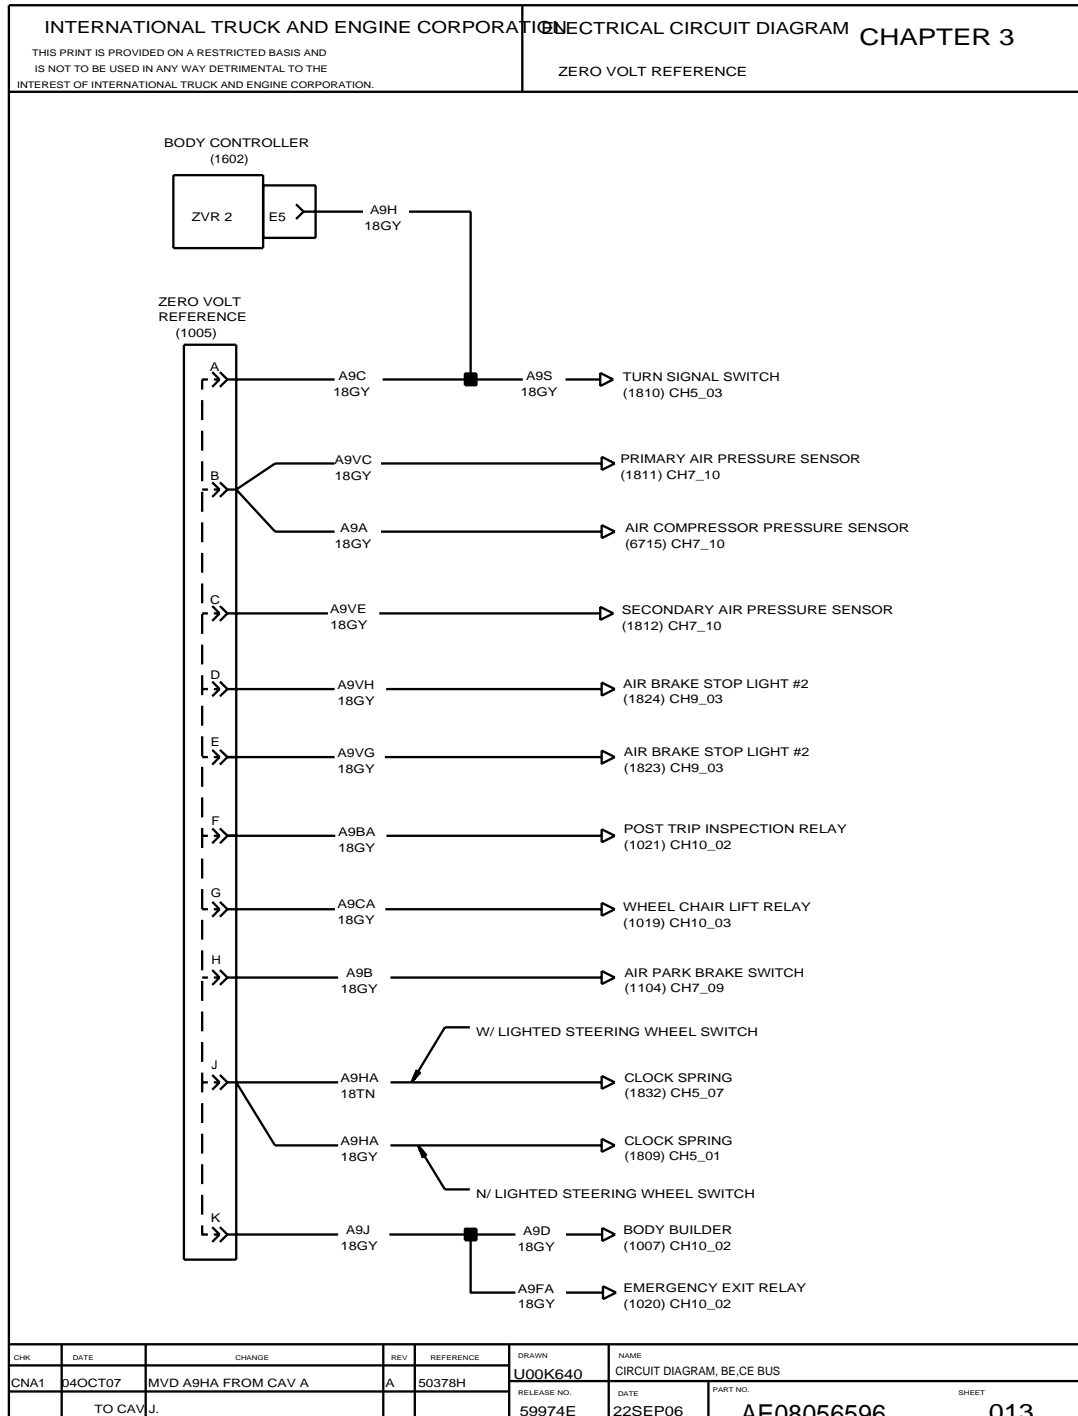 INTERNATIONAL TRUCK AND ENGINE CORPORATION
THIS PRINT IS PROVIDED ON A RESTRICTED BASIS AND
IS NOT TO BE USED IN ANY WAY DETRIMENTAL TO THE
INTEREST OF INTERNATIONAL TRUCK AND ENGINE CORPORATION.
ELECTRICAL CIRCUIT DIAGRAM
CHAPTER 3
ZERO VOLT REFERENCE
BODY CONTROLLER
(1602)
ZVR 2
E5
A9H
18GY
ZERO VOLT
REFERENCE
(1005)
A
A9C
18GY
A9S
18GY
TURN SIGNAL SWITCH
(1810) CH5_03
B
A9VC
18GY
PRIMARY AIR PRESSURE SENSOR
(1811) CH7_10
A9A
18GY
AIR COMPRESSOR PRESSURE SENSOR
(6715) CH7_10
C
A9VE
18GY
SECONDARY AIR PRESSURE SENSOR
(1812) CH7_10
D
A9VH
18GY
AIR BRAKE STOP LIGHT #2
(1824) CH9_03
E
A9VG
18GY
AIR BRAKE STOP LIGHT #2
(1823) CH9_03
F
A9BA
18GY
POST TRIP INSPECTION RELAY
(1021) CH10_02
G
A9CA
18GY
WHEEL CHAIR LIFT RELAY
(1019) CH10_03
H
A9B
18GY
AIR PARK BRAKE SWITCH
(1104) CH7_09
W/ LIGHTED STEERING WHEEL SWITCH
J
A9HA
18TN
CLOCK SPRING
(1832) CH5_07
A9HA
18GY
CLOCK SPRING
(1809) CH5_01
N/ LIGHTED STEERING WHEEL SWITCH
K
A9J
18GY
A9D
18GY
BODY BUILDER
(1007) CH10_02
A9FA
18GY
EMERGENCY EXIT RELAY
(1020) CH10_02
CHK
DATE
CHANGE
REV
REFERENCE
CNA1
04OCT07
MVD A9HA FROM CAV A
A
50378H
TO CAV J.
DRAWN
U00K640
NAME
CIRCUIT DIAGRAM, BE,CE BUS
RELEASE NO.
59974E
DATE
22SEP06
PART NO.
AE08056596
SHEET
013